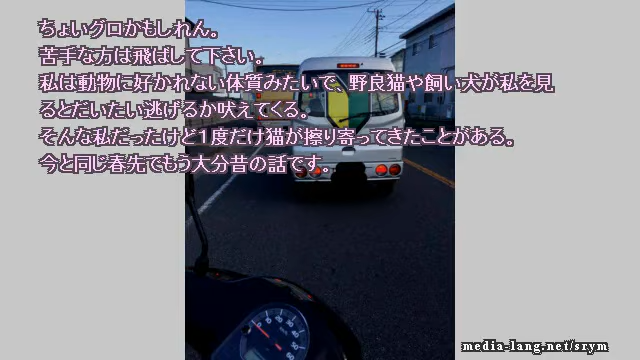 ちょいグロかもしれん。
苦手な方は飛ばして下さい。
私は動物に好かれない体質みたいで、野良猫や飼い犬が私を見
るとだいたい逃げるか吠えてくる。
そんな私だったけど１度だけ猫が擦り寄ってきたことがある。
今と同じ春先でもう大分昔の話です。
media-lang.net/srym